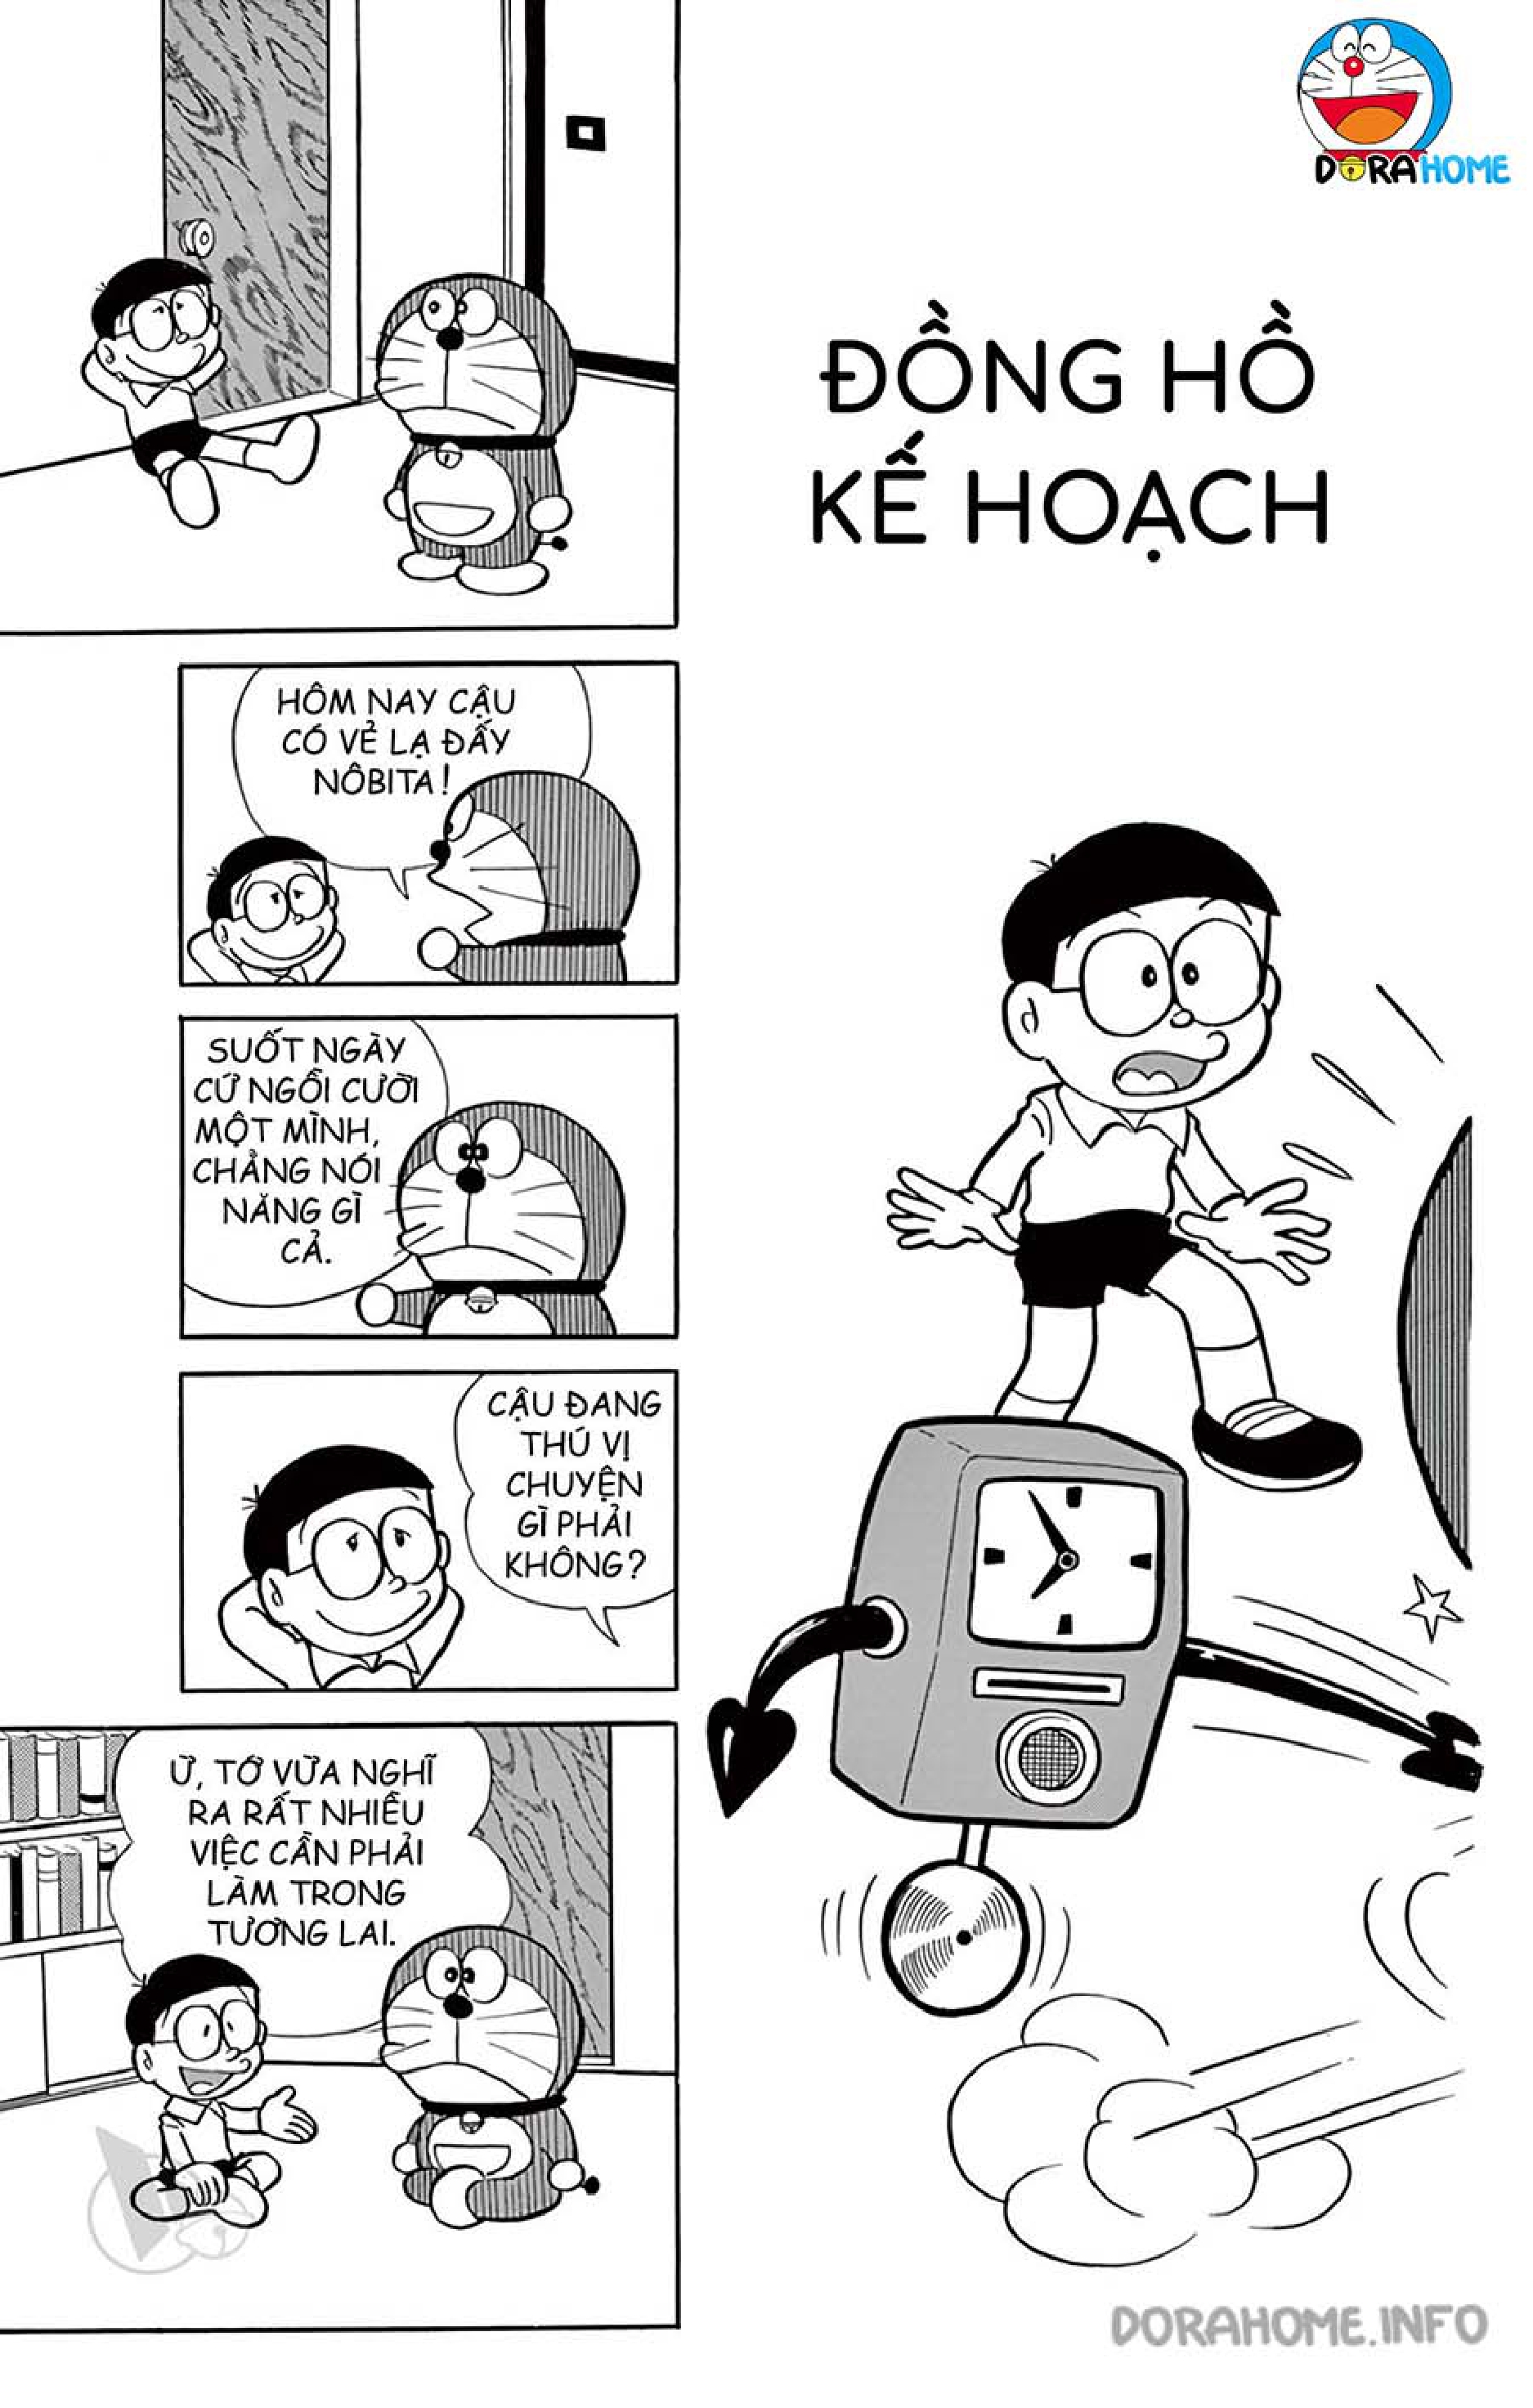 DORAHOME
ĐỒNG HỒ
KẾ HOẠCH
HÔM NAY CẬU
CÓ VẺ LẠ ĐẤY
NÔBITA!
SUỐT NGÀY
CỨ NGỒI CƯỜI
MỘT MÌNH,
CHẲNG NÓI
NĂNG GÌ
CẢ.
CẬU ĐANG
THÚ VỊ
CHUYỆN
GÌ PHẢI
KHÔNG?
Ừ, TỚ VỪA NGHĨ
RA RẤT NHIỀU
VIỆC CẦN PHẢI
LÀM TRONG
TƯƠNG LAI.
DORAHOME.INFO